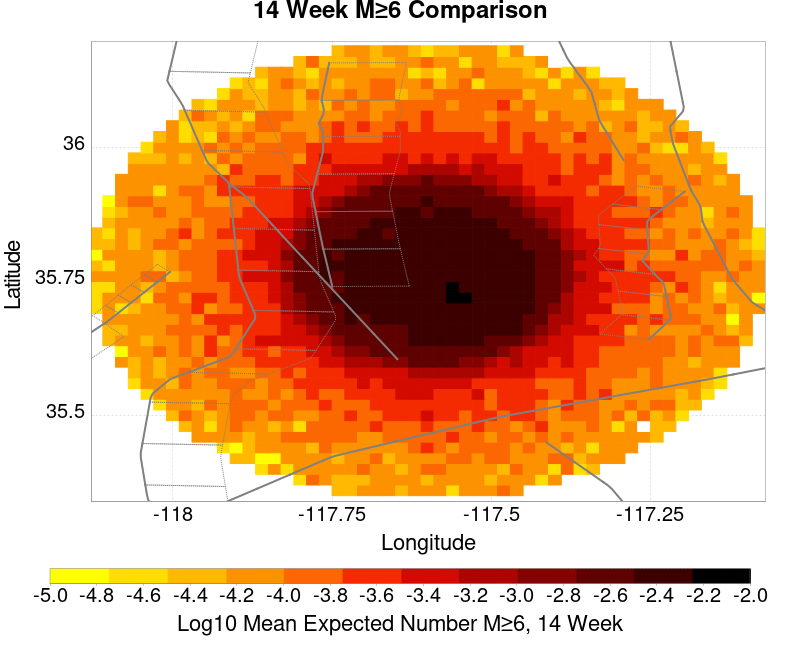 14 Week M≥6 Comparison
Latitude
36
35.75
35.5
-118 -117.75 -117.5 -117.25
Longitude
-5.0 -4.8 -4.6 -4.4 -4.2 -4.0 -3.8 -3.6 -3.4 -3.2 -3.0 -2.8 -2.6 -2.4 -2.2 -2.0
Log10 Mean Expected Number M≥6, 14 Week